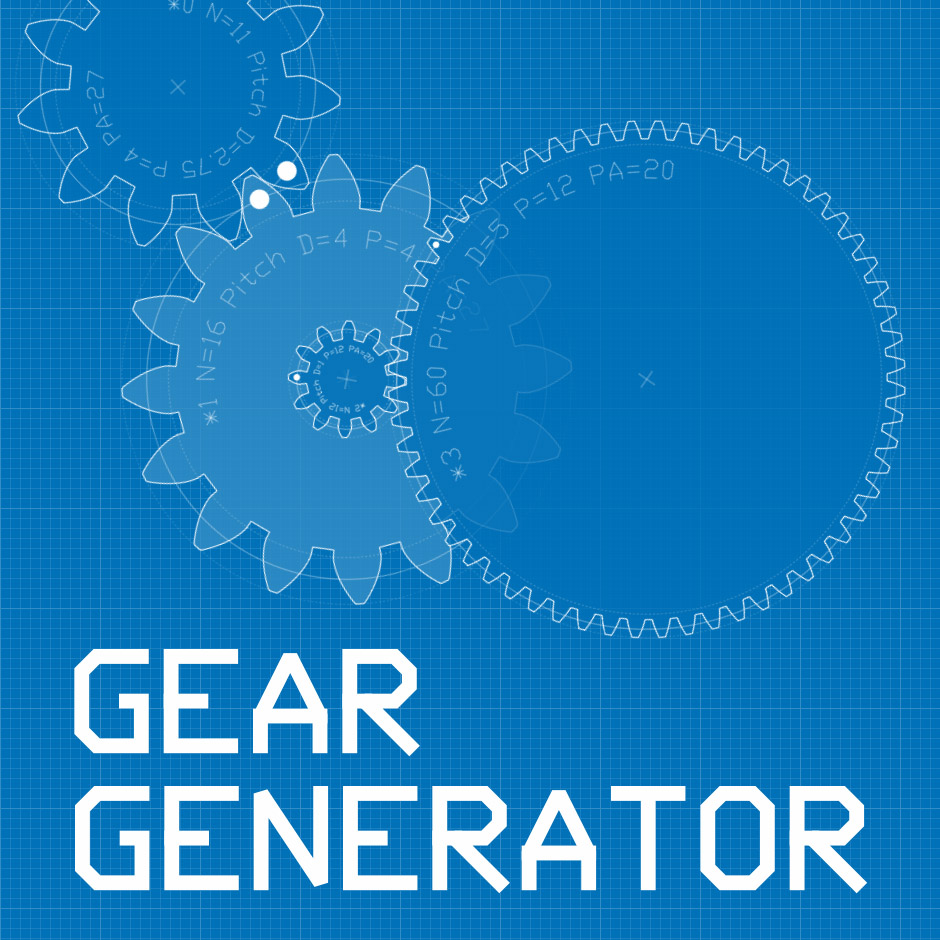 *0 N=11 Pitch D=2.75 P=4 PA=27
*1 N=16 Pitch D=4 P=4
*2 N=12 Pitch D=1 P=12 PA=20
*3 N=60 Pitch D=5 P=12 PA=20
GEAR
GENERATOR